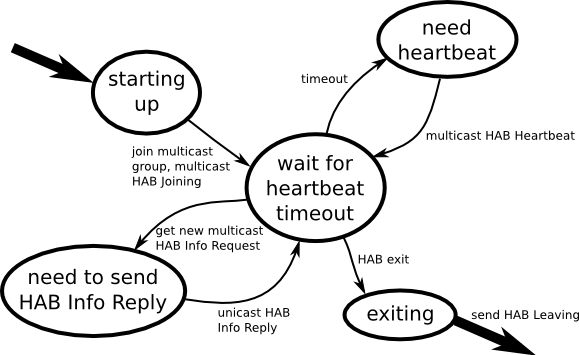 need
heartbeat
starting
up
timeout
multicast HAB Heartbeat
join multicast
group, multicast
HAB Joining
wait for
heartbeat
timeout
get new multicast
HAB Info Request
HAB exit
need to send
HAB Info Reply
unicast HAB
Info Reply
exiting
send HAB Leaving